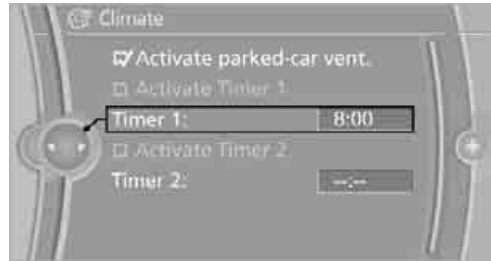 Climate
Activate parked-car vent.
Activate Timer 1
Timer 1: 8:00
Activate Timer 2
Timer 2: --:--